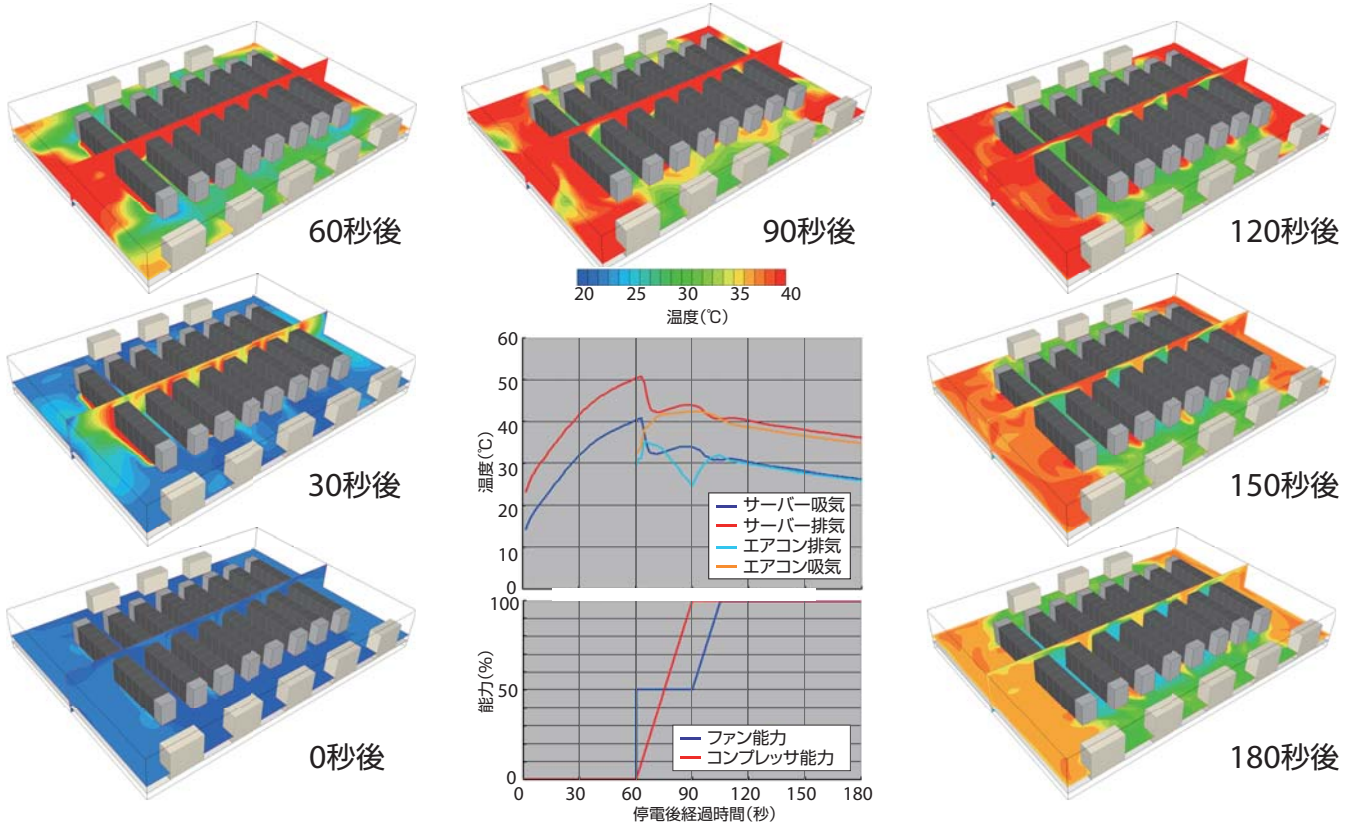 60秒後
90秒後
120秒後
20 25 30 35 40
温度(℃)
30秒後
150秒後
0秒後
180秒後
60
50
40
30
20
10
0
温度(℃)
サーバー吸気
サーバー排気
エアコン排気
エアコン吸気
100
50
0
能力(%)
ファン能力
コンプレッサ能力
0 30 60 90 120 150 180
停電後経過時間(秒)